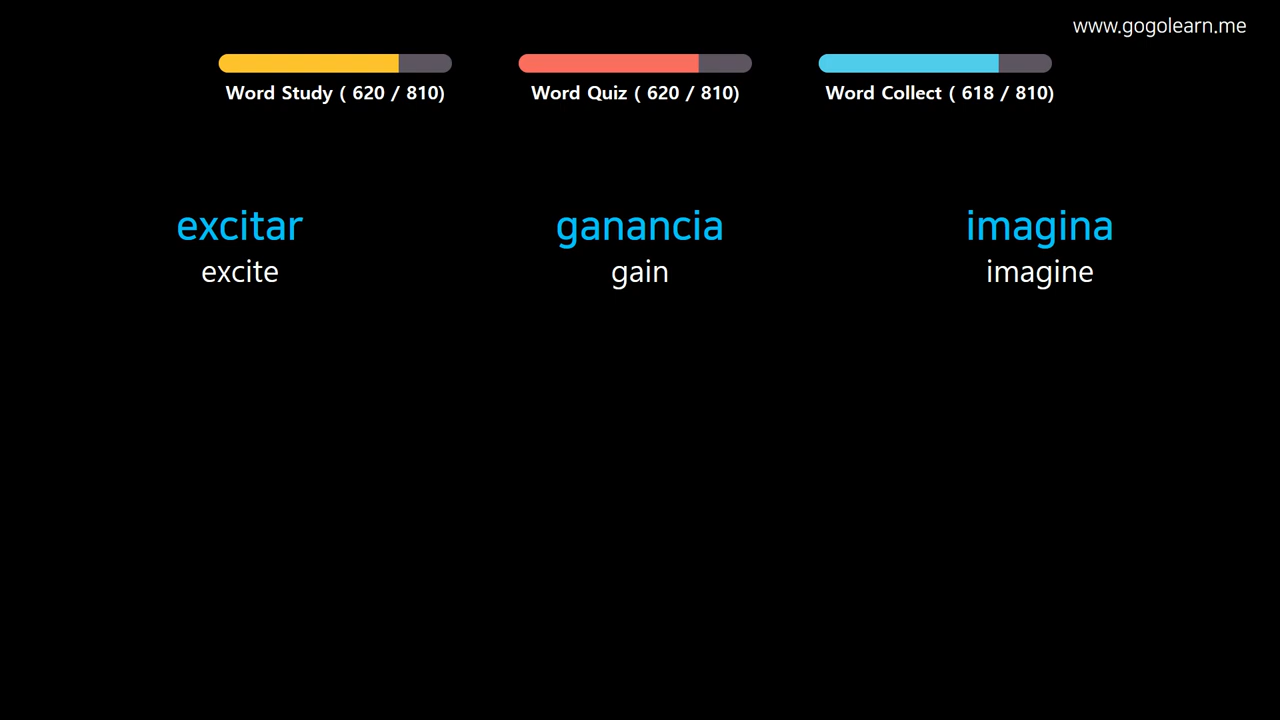 www.gogolearn.me
Word Study ( 620 / 810)
Word Quiz ( 620 / 810)
Word Collect ( 618 / 810)
excitar
excite
ganancia
gain
imagina
imagine